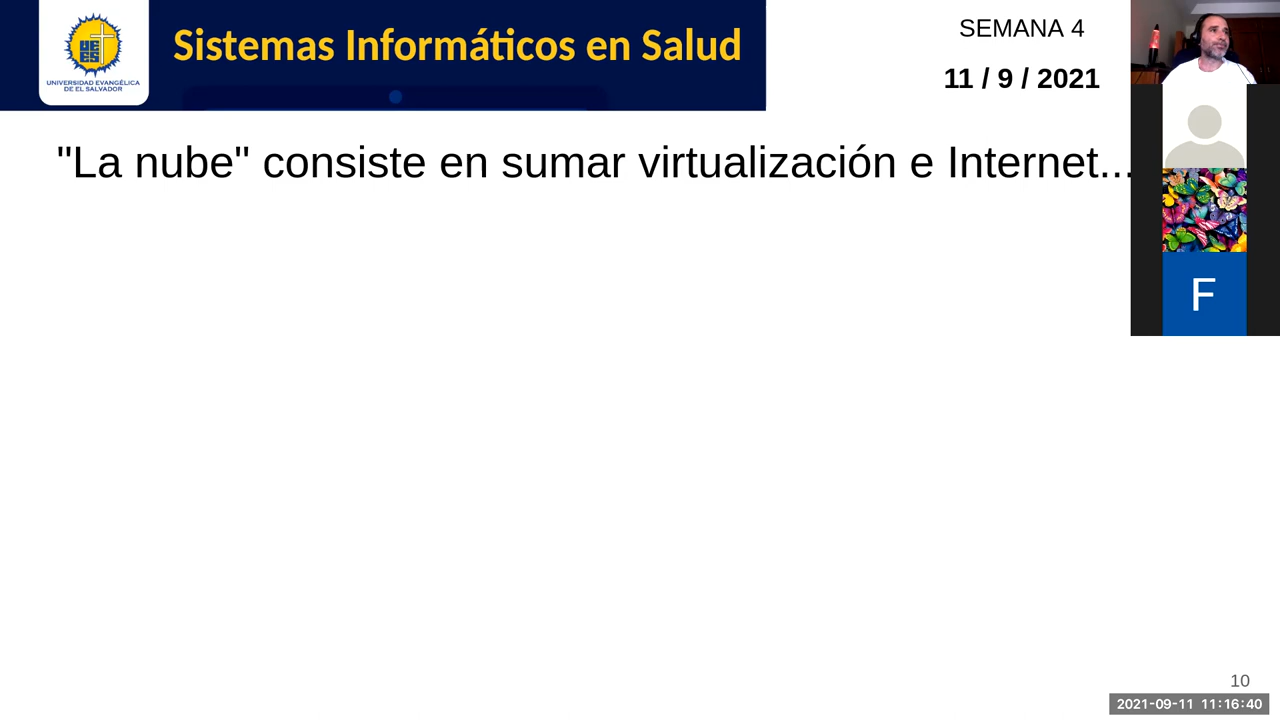 UNIVERSIDAD EVANGÉLICA
DE EL SALVADOR
Sistemas Informáticos en Salud
SEMANA 4
11 / 9 / 2021
"La nube" consiste en sumar virtualización e Internet...
F
10
2021-09-11 11:16:40